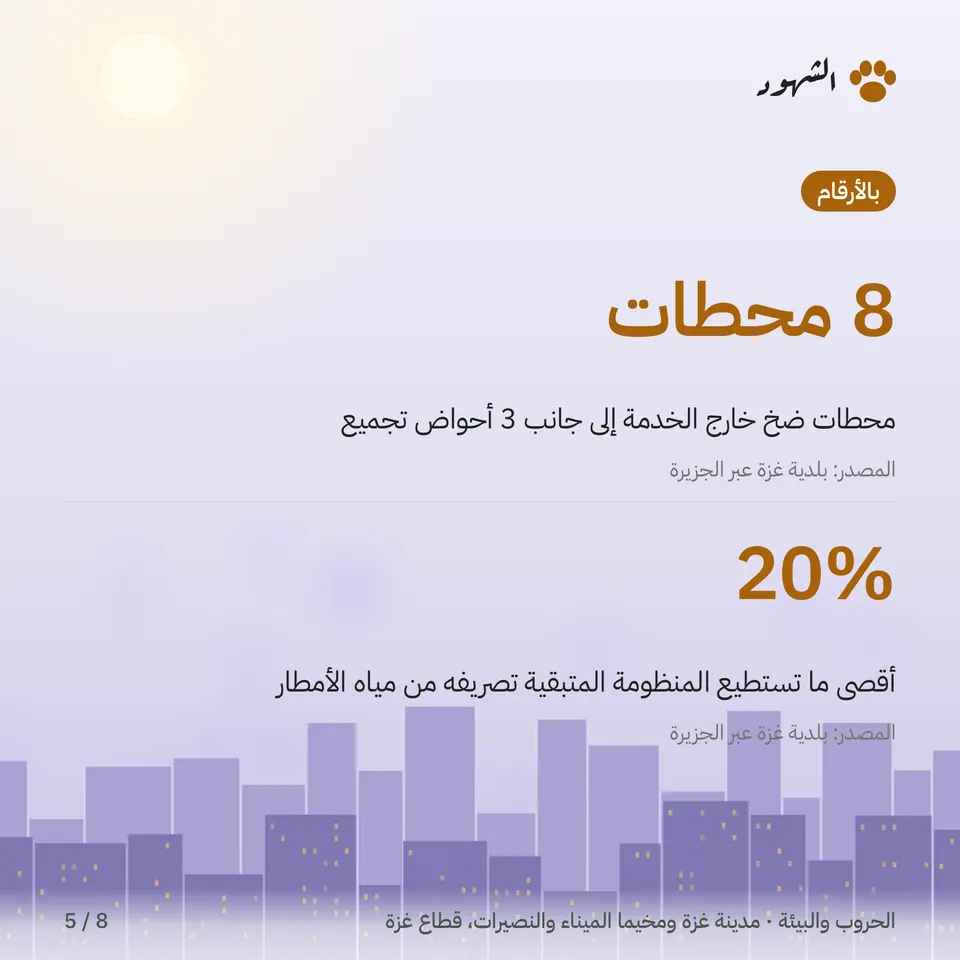 الشهود
بالأرقام
8 محطات
محطات ضخ خارج الخدمة إلى جانب 3 أحواض تجميع
المصدر: بلدية غزة عبر الجزيرة
20%
أقصى ما تستطيع المنظومة المتبقية تصريفه من مياه الأمطار
المصدر: بلدية غزة عبر الجزيرة
الحروب والبيئة · مدينة غزة ومخيما الميناء والنصيرات، قطاع غزة
5 / 8